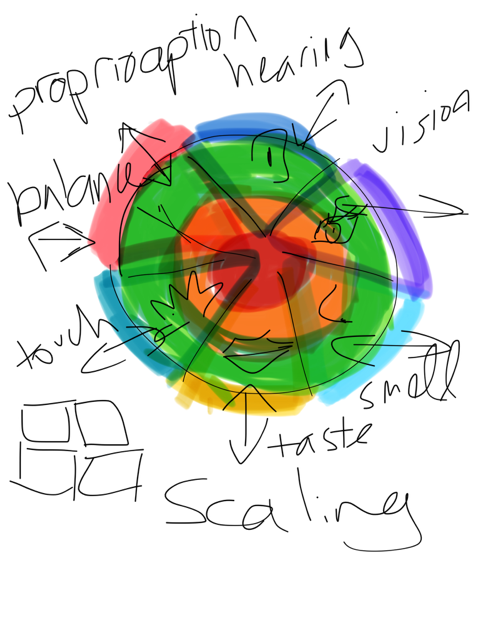 proprioaption
hearing
vision
balance
touch
smell
taste
Scaling